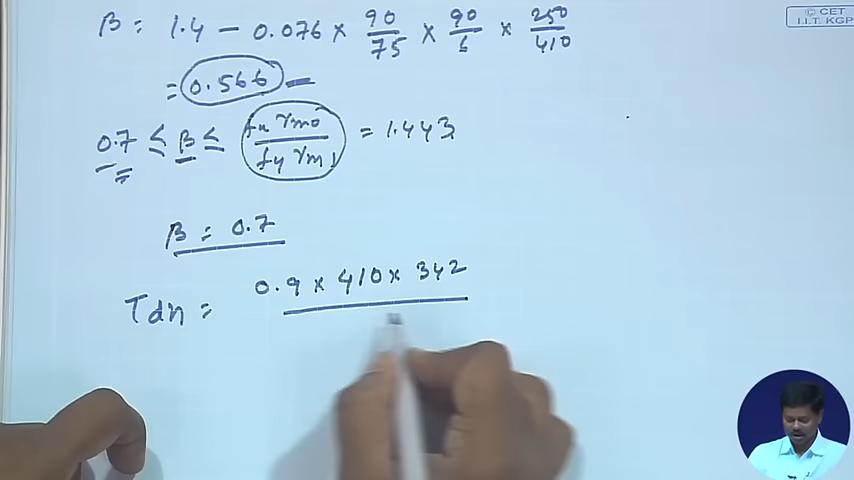 © CET
I.I.T. KGP
β = 1.4 - 0.076 × 90/75 × 90/6 × 250/410
= 0.566
0.7 ≤ β ≤ fu γm0 / fy γm1 = 1.443
β = 0.7
Tdn = 0.9 × 410 × 342